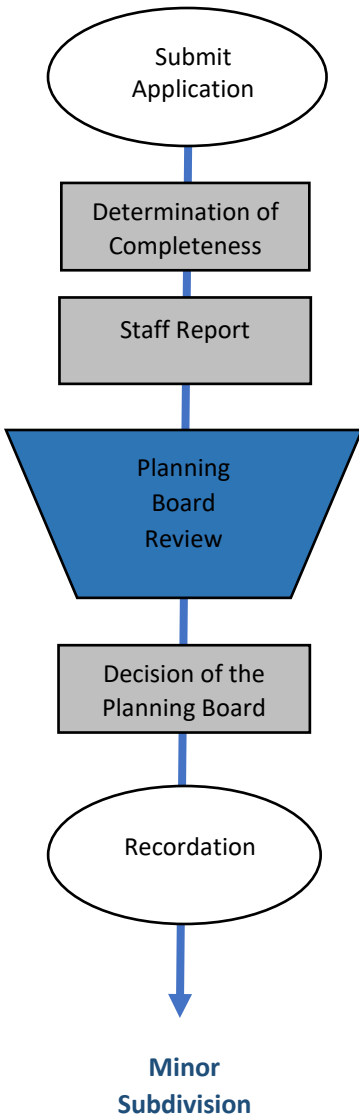 Submit
Application
Determination of
Completeness
Staff Report
Planning
Board
Review
Decision of the
Planning Board
Recordation
Minor
Subdivision